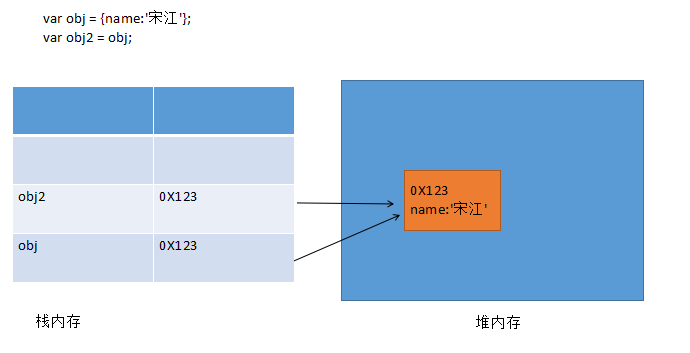 var obj = {name:'宋江'};
var obj2 = obj;
obj2 0X123
obj 0X123
0X123
name:'宋江'
栈内存
堆内存